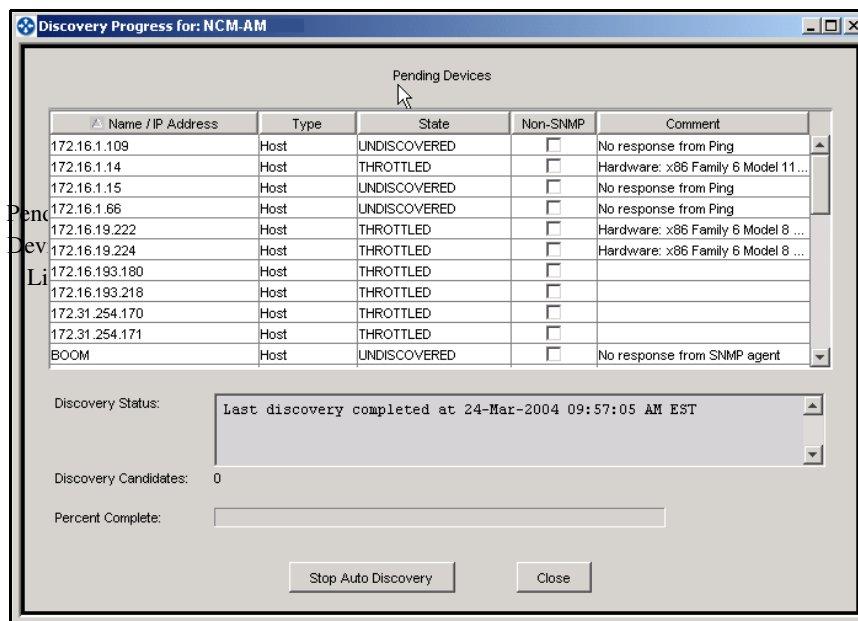 Discovery Progress for: NCM-AM
Pending Devices
Name / IP Address Type State Non-SNMP Comment
172.16.1.109 Host UNDISCOVERED No response from Ping
172.16.1.14 Host THROTTLED Hardware: x86 Family 6 Model 11...
172.16.1.15 Host UNDISCOVERED No response from Ping
172.16.1.66 Host UNDISCOVERED No response from Ping
172.16.19.222 Host THROTTLED Hardware: x86 Family 6 Model 8 ...
172.16.19.224 Host THROTTLED Hardware: x86 Family 6 Model 8 ...
172.16.193.180 Host THROTTLED
172.16.193.218 Host THROTTLED
172.31.254.170 Host THROTTLED
172.31.254.171 Host THROTTLED
BOOM Host UNDISCOVERED No response from SNMP agent
Discovery Status:
Last discovery completed at 24-Mar-2004 09:57:05 AM EST
Discovery Candidates: 0
Percent Complete:
Stop Auto Discovery Close